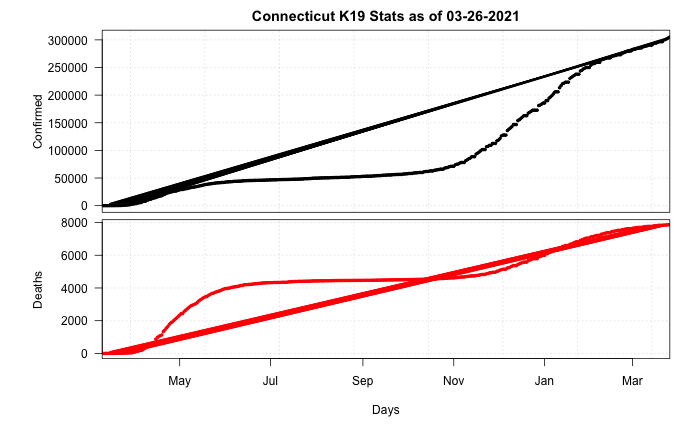 Connecticut K19 Stats as of 03-26-2021
Confirmed
300000
250000
200000
150000
100000
50000
0
Deaths
8000
6000
4000
2000
0
May Jul Sep Nov Jan Mar
Days